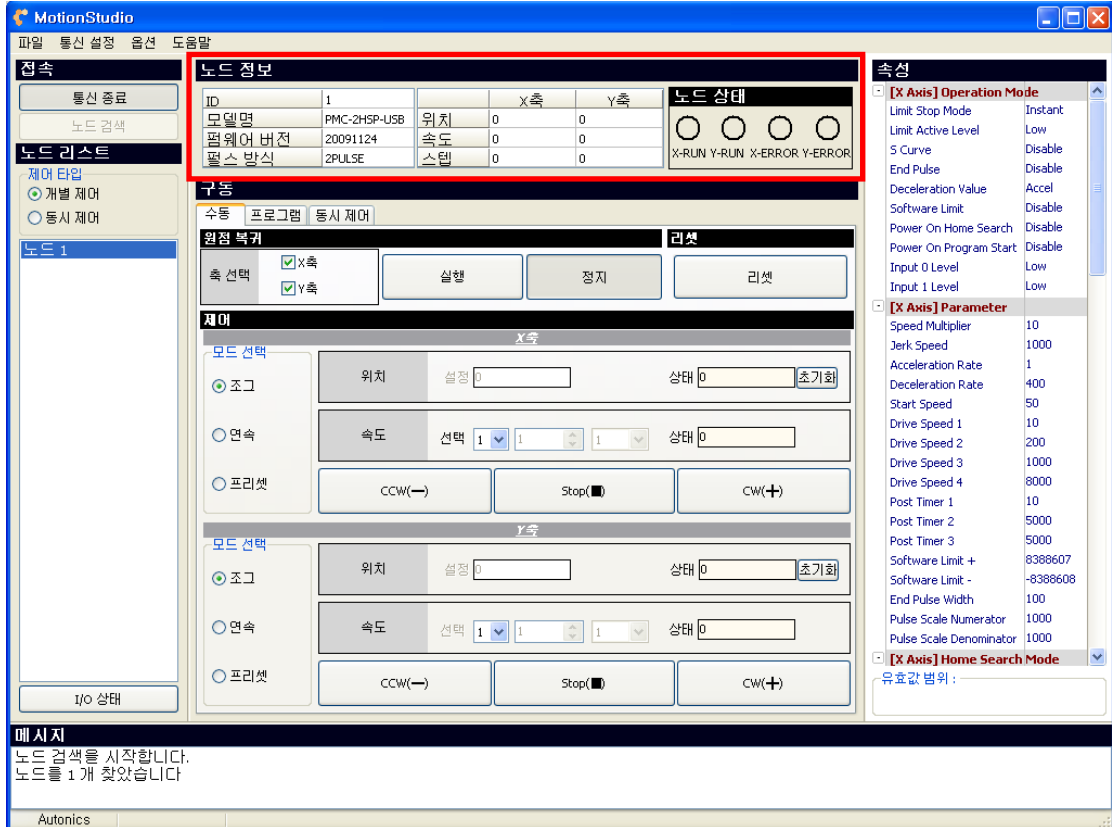 MotionStudio
파일 통신 설정 옵션 도움말
접속
통신 종료
노드 검색
노드 리스트
제어 타입
개별 제어
동시 제어
노드 1
I/O 상태
노드 정보
ID 1
모델명 PMC-2HSP-USB
펌웨어 버전 20091124
펄스 방식 2PULSE
X축 Y축
위치 0 0
속도 0 0
스텝 0 0
노드 상태
X-RUN Y-RUN X-ERROR Y-ERROR
구동
수동 프로그램 동시 제어
원점 복귀
축 선택
X축
Y축
실행
정지
리셋
리셋
제어
X축
모드 선택
조그
연속
프리셋
위치 설정 0 상태 0 초기화
속도 선택 1 1 1 상태 0
CCW(−) Stop(■) CW(+)
Y축
모드 선택
조그
연속
프리셋
위치 설정 0 상태 0 초기화
속도 선택 1 1 1 상태 0
CCW(−) Stop(■) CW(+)
속성
[X Axis] Operation Mode
Limit Stop Mode Instant
Limit Active Level Low
S Curve Disable
End Pulse Disable
Deceleration Value Accel
Software Limit Disable
Power On Home Search Disable
Power On Program Start Disable
Input 0 Level Low
Input 1 Level Low
[X Axis] Parameter
Speed Multiplier 10
Jerk Speed 1000
Acceleration Rate 1
Deceleration Rate 400
Start Speed 50
Drive Speed 1 10
Drive Speed 2 200
Drive Speed 3 1000
Drive Speed 4 8000
Post Timer 1 10
Post Timer 2 5000
Post Timer 3 5000
Software Limit + 8388607
Software Limit - -8388608
End Pulse Width 100
Pulse Scale Numerator 1000
Pulse Scale Denominator 1000
[X Axis] Home Search Mode
유효값 범위 :
메시지
노드 검색을 시작합니다.
노드를 1 개 찾았습니다
Autonics